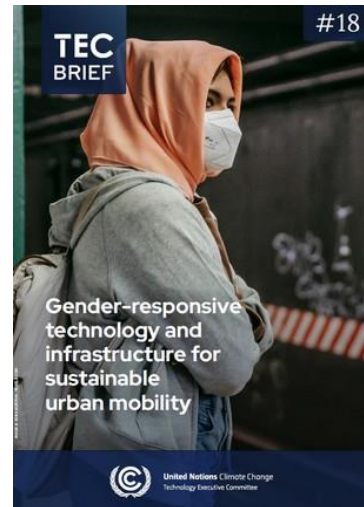 #18
TEC
BRIEF
Gender-responsive
technology and
infrastructure for
sustainable
urban mobility
United Nations Climate Change
Technology Executive Committee